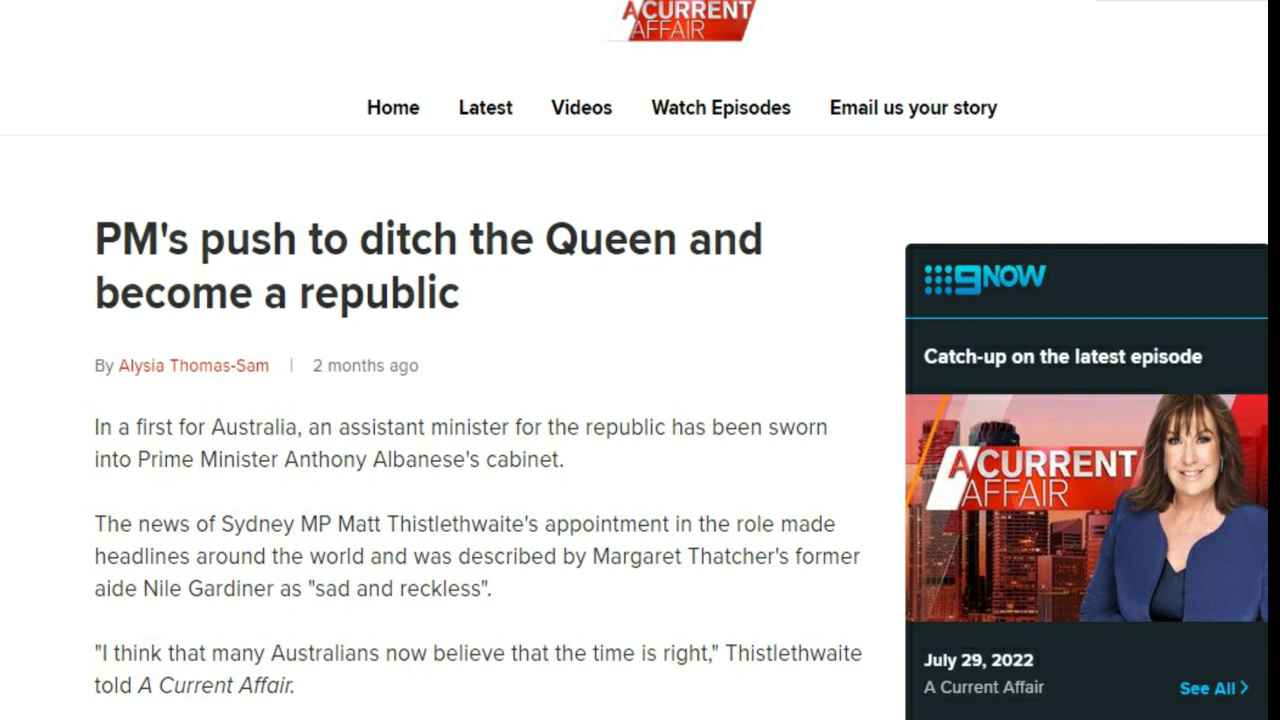 A CURRENT
AFFAIR
Home Latest Videos Watch Episodes Email us your story
PM's push to ditch the Queen and
become a republic
By Alysia Thomas-Sam | 2 months ago
In a first for Australia, an assistant minister for the republic has been sworn
into Prime Minister Anthony Albanese's cabinet.
The news of Sydney MP Matt Thistlethwaite's appointment in the role made
headlines around the world and was described by Margaret Thatcher's former
aide Nile Gardiner as "sad and reckless".
"I think that many Australians now believe that the time is right," Thistlethwaite
told A Current Affair.
9NOW
Catch-up on the latest episode
A CURRENT
AFFAIR
July 29, 2022
A Current Affair
See All